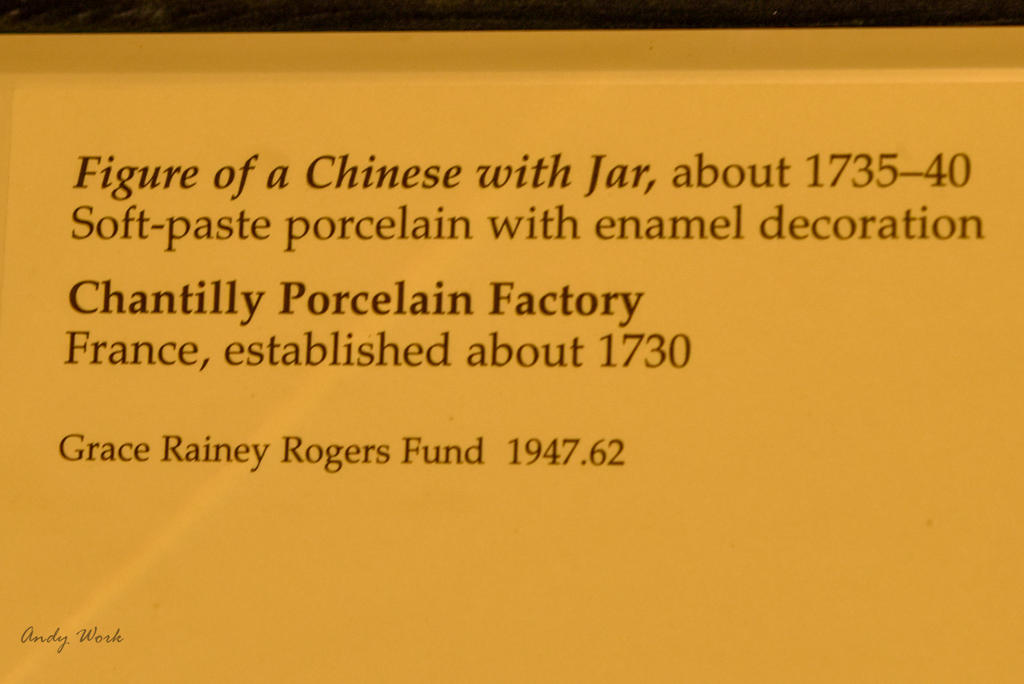 Figure of a Chinese with Jar, about 1735–40
Soft-paste porcelain with enamel decoration
Chantilly Porcelain Factory
France, established about 1730
Grace Rainey Rogers Fund 1947.62
Andy Work